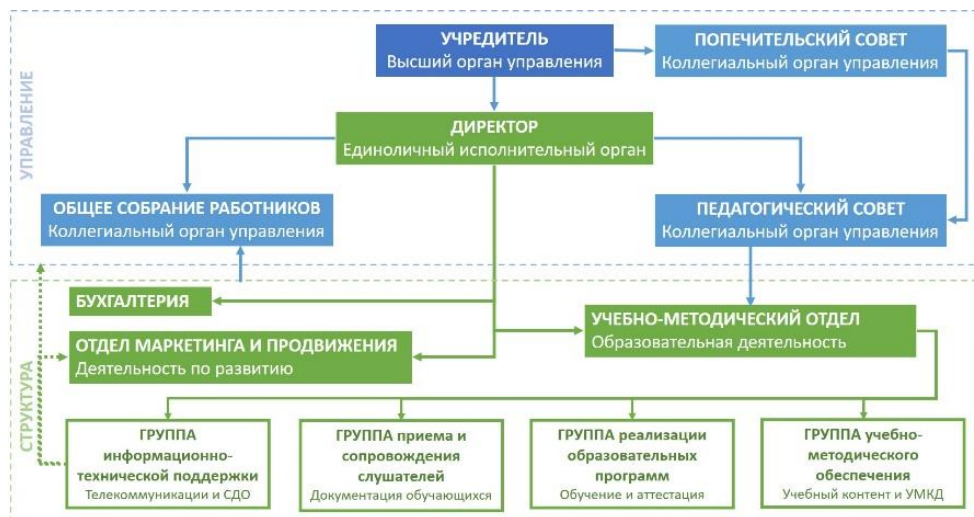 УПРАВЛЕНИЕ
УЧРЕДИТЕЛЬ
Высший орган управления
ПОПЕЧИТЕЛЬСКИЙ СОВЕТ
Коллегиальный орган управления
ДИРЕКТОР
Единоличный исполнительный орган
ОБЩЕЕ СОБРАНИЕ РАБОТНИКОВ
Коллегиальный орган управления
ПЕДАГОГИЧЕСКИЙ СОВЕТ
Коллегиальный орган управления
СТРУКТУРА
БУХГАЛТЕРИЯ
УЧЕБНО-МЕТОДИЧЕСКИЙ ОТДЕЛ
Образовательная деятельность
ОТДЕЛ МАРКЕТИНГА И ПРОДВИЖЕНИЯ
Деятельность по развитию
ГРУППА
информационно-
технической поддержки
Телекоммуникации и СДО
ГРУППА приема и
сопровождения
слушателей
Документация обучающихся
ГРУППА реализации
образовательных
программ
Обучение и аттестация
ГРУППА учебно-
методического
обеспечения
Учебный контент и УМКД